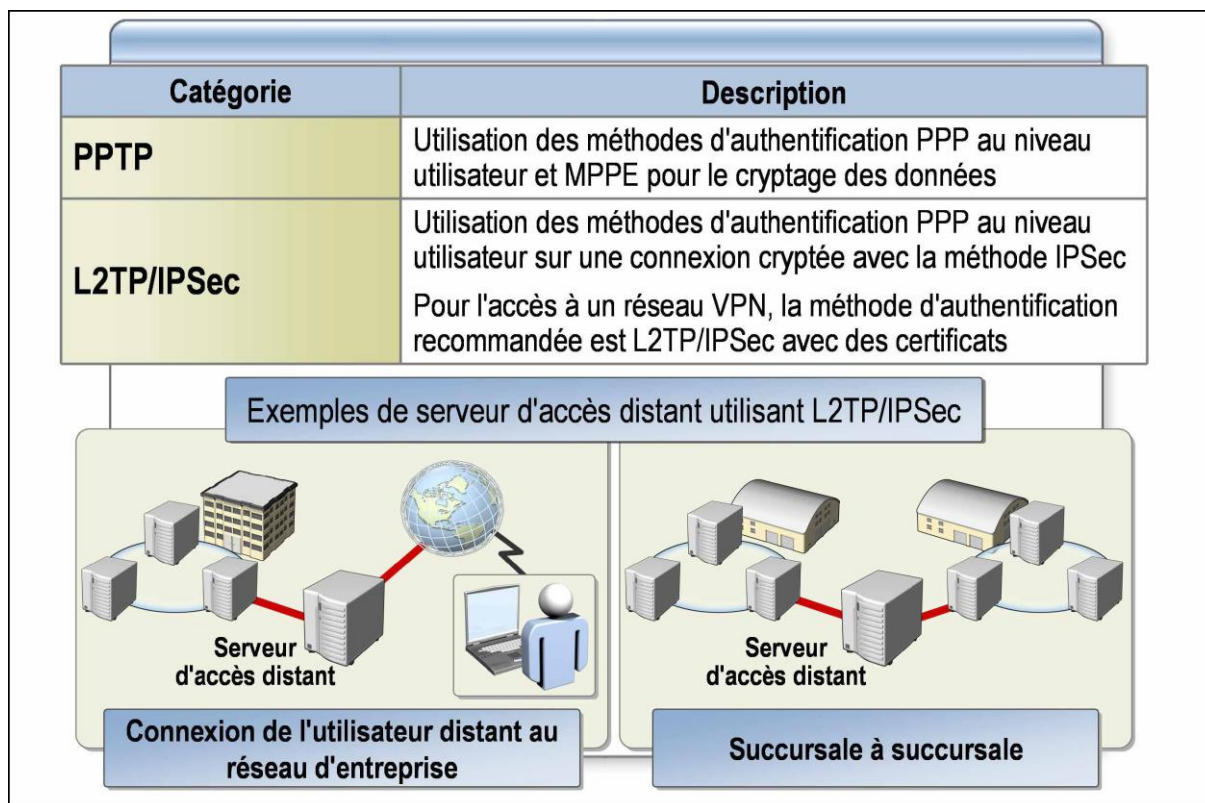 Catégorie
Description
PPTP
Utilisation des méthodes d'authentification PPP au niveau
utilisateur et MPPE pour le cryptage des données
L2TP/IPSec
Utilisation des méthodes d'authentification PPP au niveau
utilisateur sur une connexion cryptée avec la méthode IPSec
Pour l'accès à un réseau VPN, la méthode d'authentification
recommandée est L2TP/IPSec avec des certificats
Exemples de serveur d'accès distant utilisant L2TP/IPSec
Serveur
d'accès distant
Connexion de l'utilisateur distant au
réseau d'entreprise
Serveur
d'accès distant
Succursale à succursale